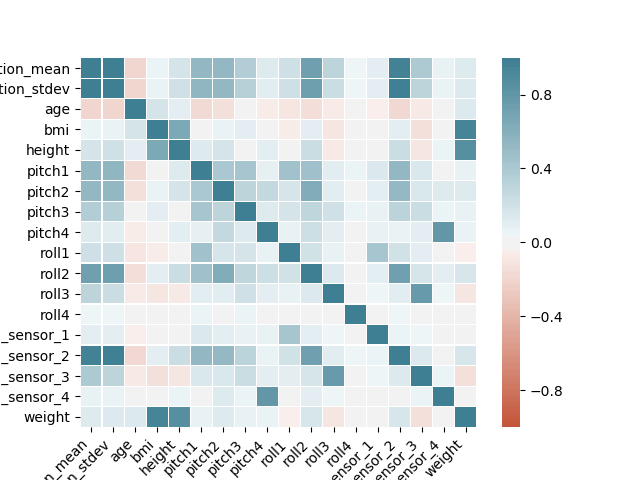 tion_mean
on_stdev
age
bmi
height
pitch1
pitch2
pitch3
pitch4
roll1
roll2
roll3
roll4
_sensor_1
_sensor_2
_sensor_3
_sensor_4
weight
n_mean
n_stdev
age
bmi
height
pitch1
pitch2
pitch3
pitch4
roll1
roll2
roll3
roll4
ensor_1
ensor_2
ensor_3
ensor_4
weight
0.8
0.4
0.0
−0.4
−0.8